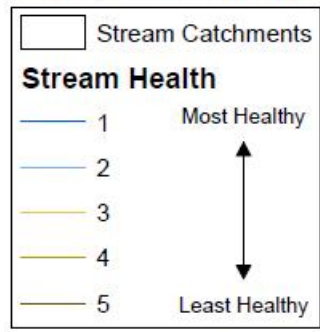 Stream Catchments
Stream Health
1 Most Healthy
2
3
4
5 Least Healthy